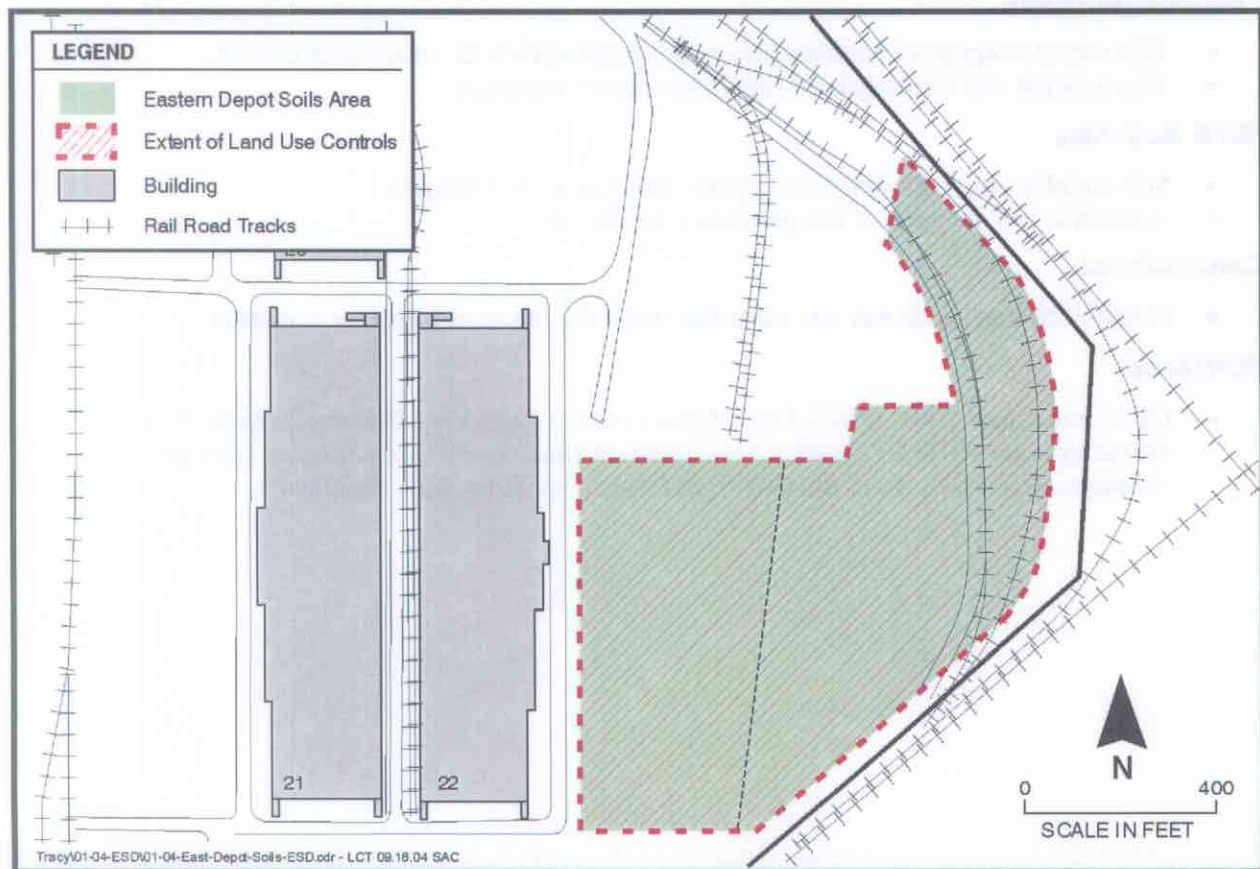 LEGEND
Eastern Depot Soils Area
Extent of Land Use Controls
Building
Rail Road Tracks
21
22
N
0 400
SCALE IN FEET
Tracy\01-04-ESD\01-04-East-Depot-Soils-ESD.cdr - LCT 09.16.04 SAC